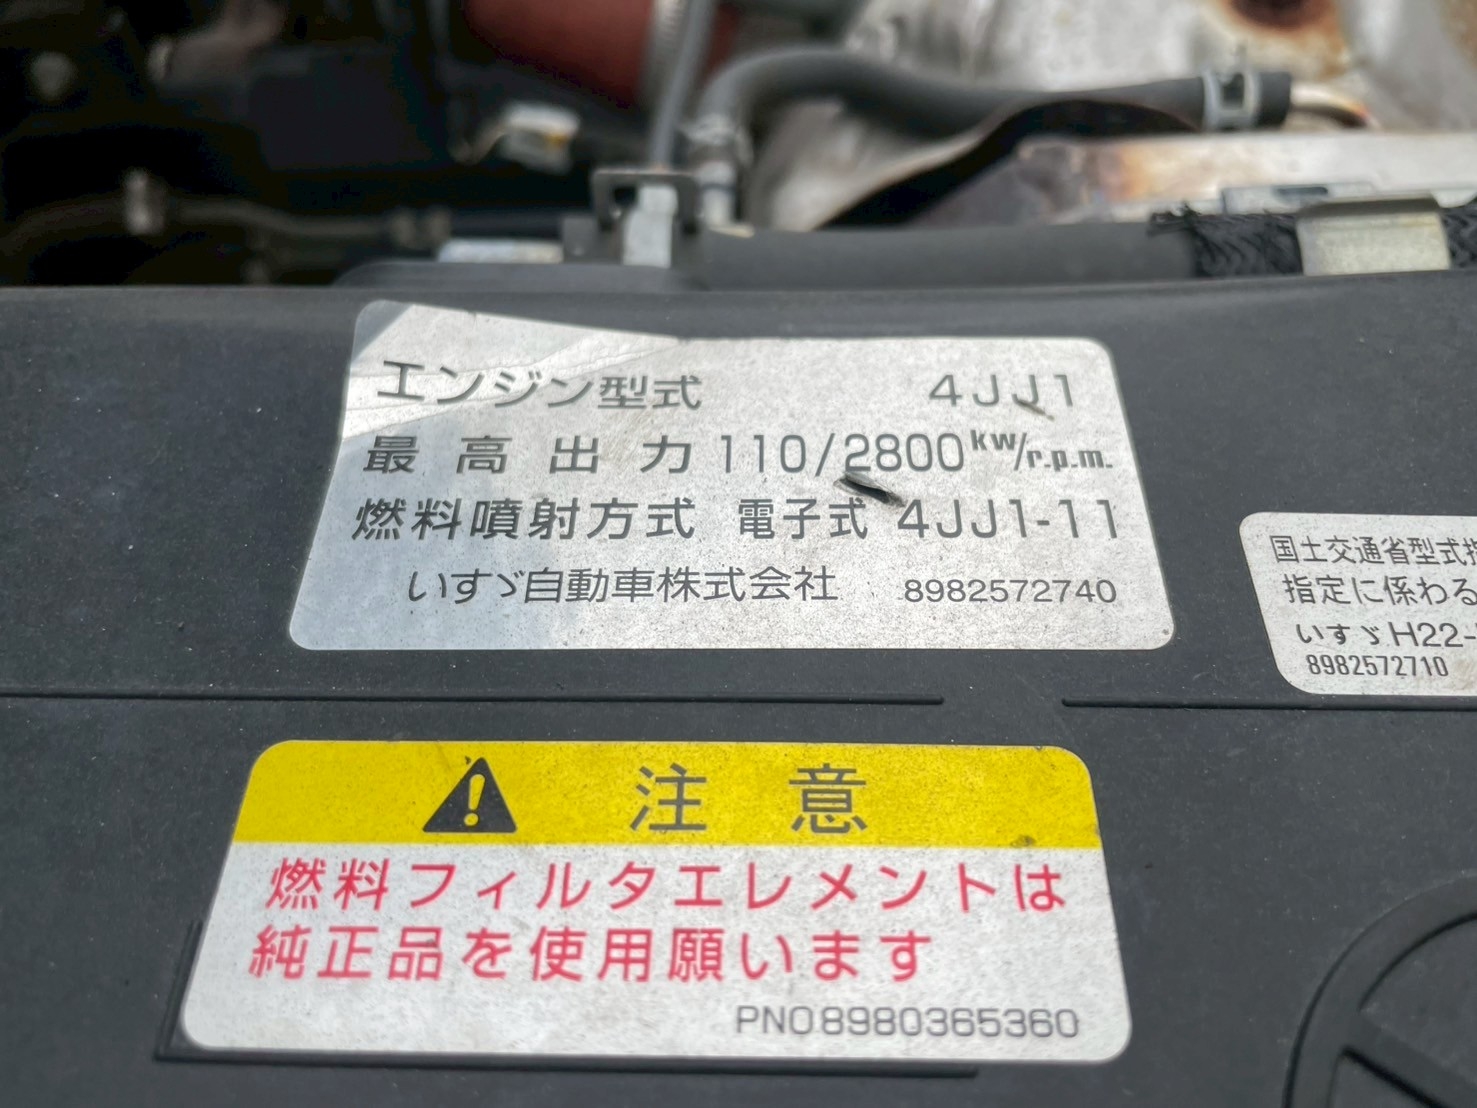 エンジン型式 4JJ1
最高出力 110/2800kW/r.p.m.
燃料噴射方式 電子式 4JJ1-11
いすゞ自動車株式会社 8982572740
国土交通省型式指
指定に係わる
いすゞH22-
8982572710
注意
燃料フィルタエレメントは
純正品を使用願います
PNO8980365360